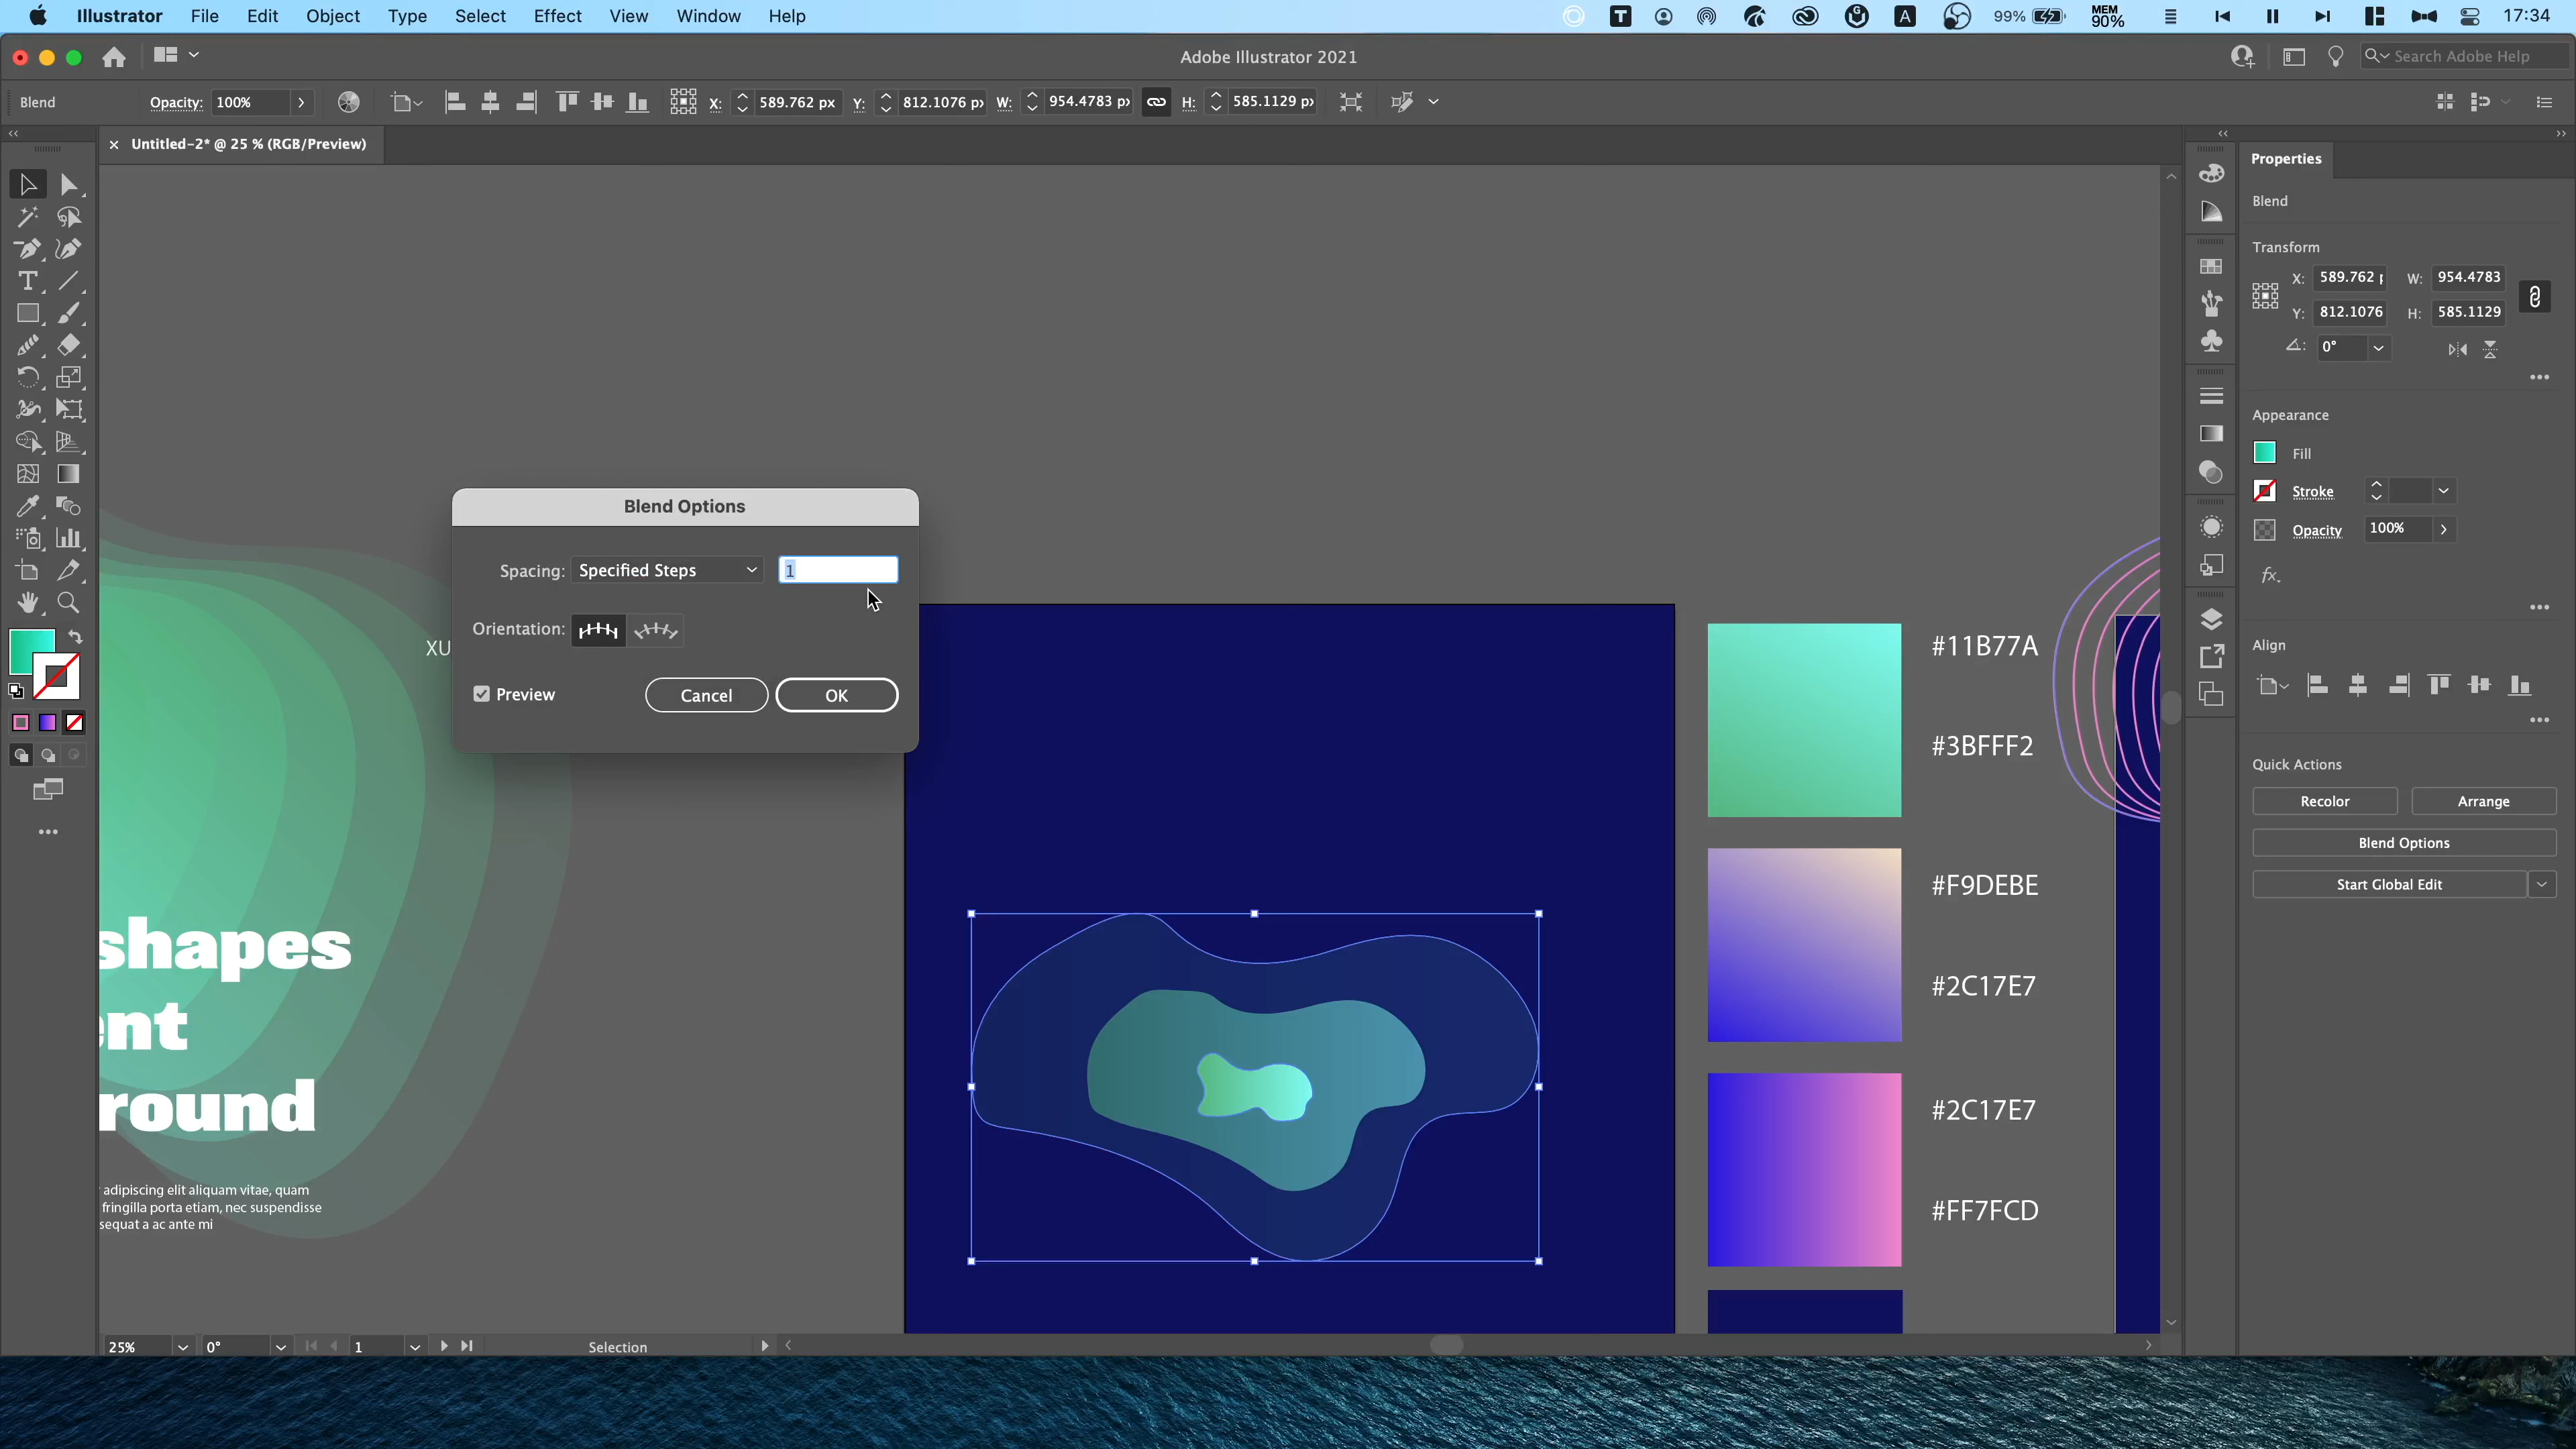 Illustrator File Edit Object Type Select Effect View Window Help
T A 99% MEM 90% 17:34
Adobe Illustrator 2021
Search Adobe Help
Blend Opacity: 100% X: 589.762 px Y: 812.1076 px W: 954.4783 px H: 585.1129 px
Untitled-2* @ 25 % (RGB/Preview)
Properties
Blend
Transform
X: 589.762 W: 954.4783
Y: 812.1076 H: 585.1129
0°
Appearance
Fill
Stroke
Opacity 100%
fx
Align
Quick Actions
Recolor Arrange
Blend Options
Start Global Edit
Blend Options
Spacing: Specified Steps 1
Orientation:
Preview Cancel OK
XU
#11B77A
#3BFFF2
#F9DEBE
#2C17E7
#2C17E7
#FF7FCD
shapes
ent
round
adipiscing elit aliquam vitae, quam
fringilla porta etiam, nec suspendisse
sequat a ac ante mi
25% 0° 1 Selection